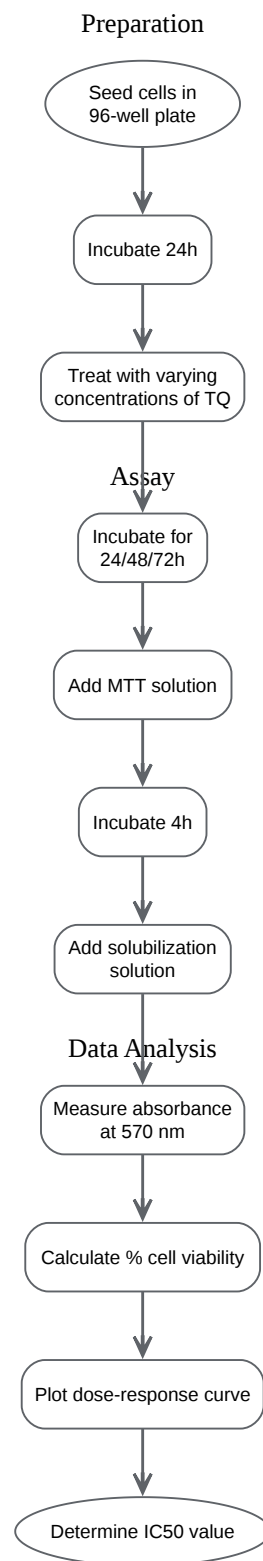 Preparation
Seed cells in
96-well plate
Incubate 24h
Treat with varying
concentrations of TQ
Assay
Incubate for
24/48/72h
Add MTT solution
Incubate 4h
Add solubilization
solution
Data Analysis
Measure absorbance
at 570 nm
Calculate % cell viability
Plot dose-response curve
Determine IC50 value